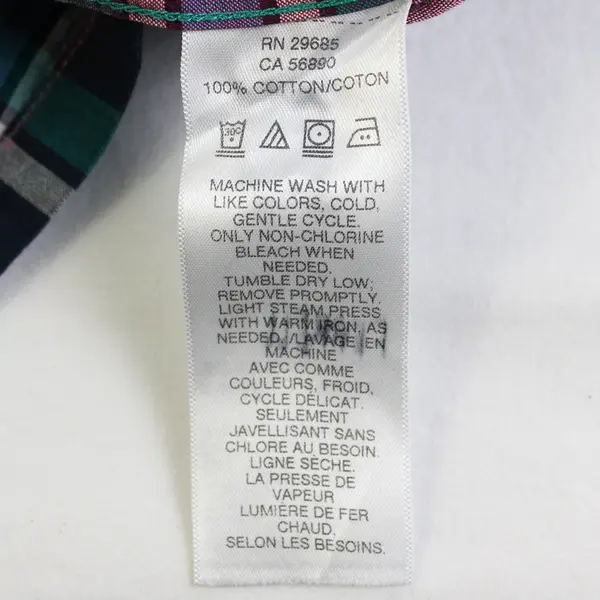 RN 29685
CA 56890
100% COTTON/COTON
30C
MACHINE WASH WITH
LIKE COLORS, COLD,
GENTLE CYCLE.
ONLY NON-CHLORINE
BLEACH WHEN
NEEDED.
TUMBLE DRY LOW;
REMOVE PROMPTLY.
LIGHT STEAM PRESS
WITH WARM IRON, AS
NEEDED./LAVAGE EN
MACHINE
AVEC COMME
COULEURS, FROID,
CYCLE DÉLICAT.
SEULEMENT
JAVELLISANT SANS
CHLORE AU BESOIN.
LIGNE SÈCHE.
LA PRESSE DE
VAPEUR
LUMIÈRE DE FER
CHAUD,
SELON LES BESOINS.